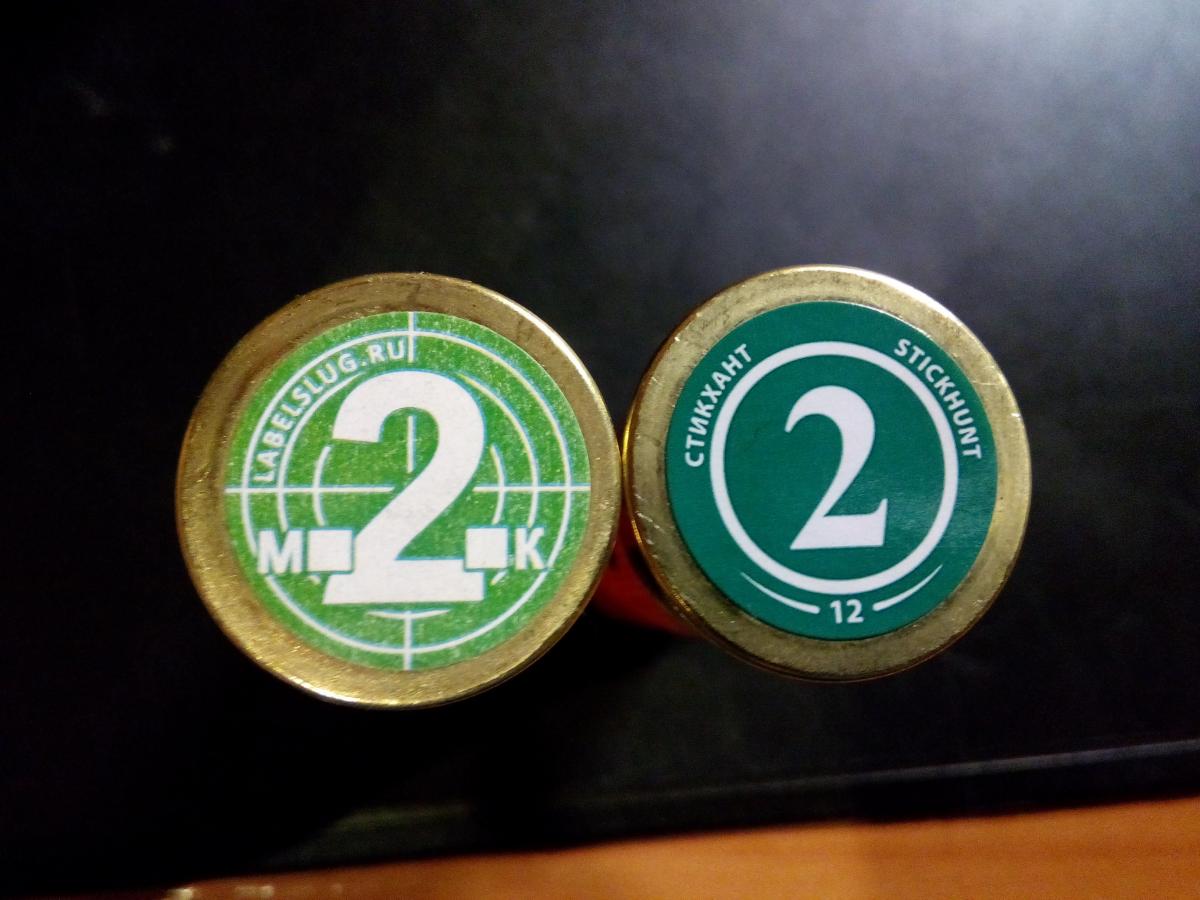 LABELSLUG.RU
М 2 К
СТИКХАНТ
STICKHUNT
2
12